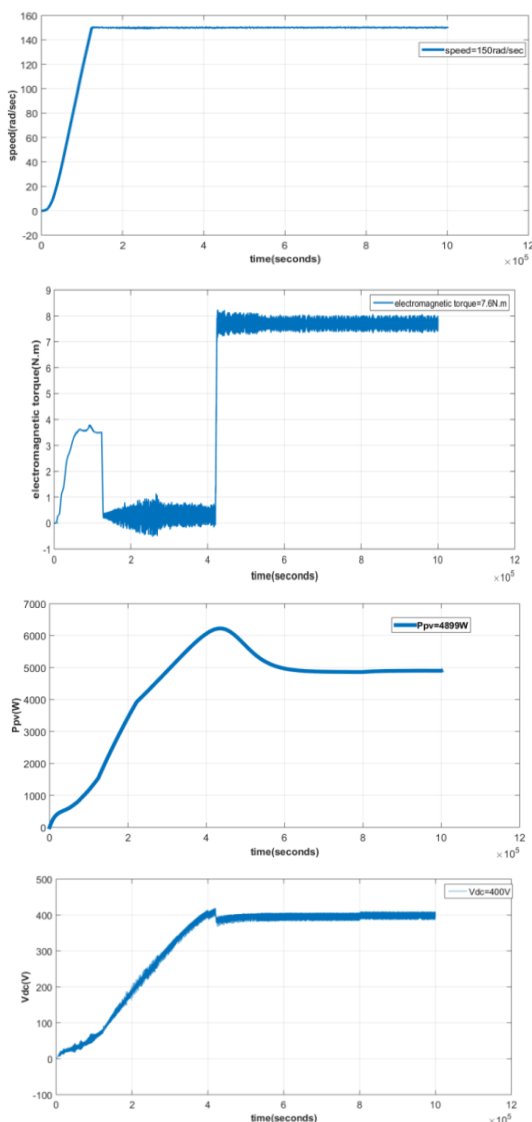 160
140
120
100
80
60
40
20
0
-20
speed(rad/sec)
speed=150rad/sec
0 2 4 6 8 10 12
time(seconds)
×10^5
9
8
7
6
5
4
3
2
1
0
-1
electromagnetic torque(N.m)
electromagnetic torque=7.6N.m
0 2 4 6 8 10 12
time(seconds)
×10^5
7000
6000
5000
4000
3000
2000
1000
0
Ppv(W)
Ppv=4899W
0 2 4 6 8 10 12
time(seconds)
×10^5
500
400
300
200
100
0
-100
Vdc(V)
Vdc=400V
0 2 4 6 8 10 12
time(seconds)
×10^5